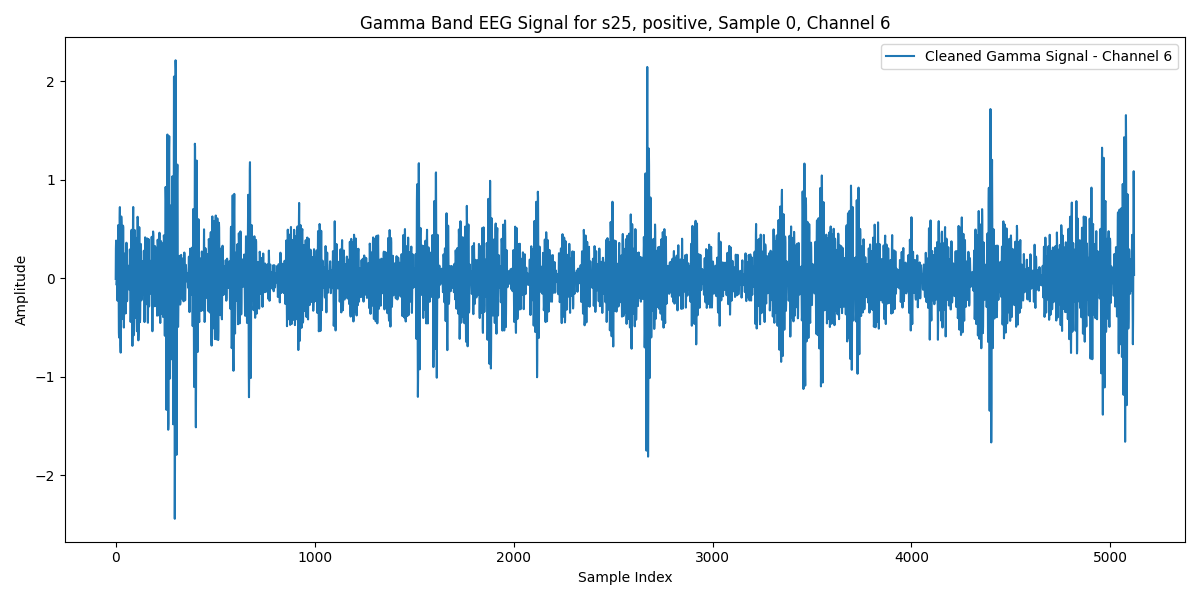 Gamma Band EEG Signal for s25, positive, Sample 0, Channel 6
Cleaned Gamma Signal - Channel 6
Amplitude
2
1
0
−1
−2
0 1000 2000 3000 4000 5000
Sample Index